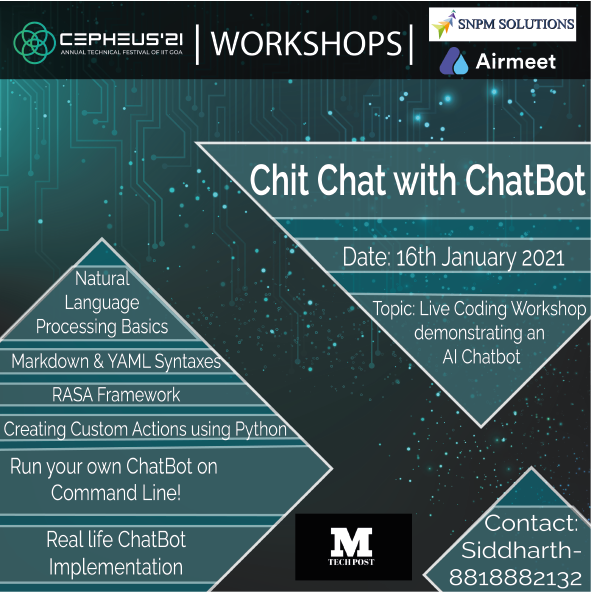 CEPHEUS'21
ANNUAL TECHNICAL FESTIVAL OF IIT GOA
WORKSHOPS
SNPM SOLUTIONS
Airmeet
Chit Chat with ChatBot
Date: 16th January 2021
Topic: Live Coding Workshop
demonstrating an
AI Chatbot
Natural
Language
Processing Basics
Markdown & YAML Syntaxes
RASA Framework
Creating Custom Actions using Python
Run your own ChatBot on
Command Line!
Real life ChatBot
Implementation
M
TECH POST
Contact:
Siddharth-
8818882132